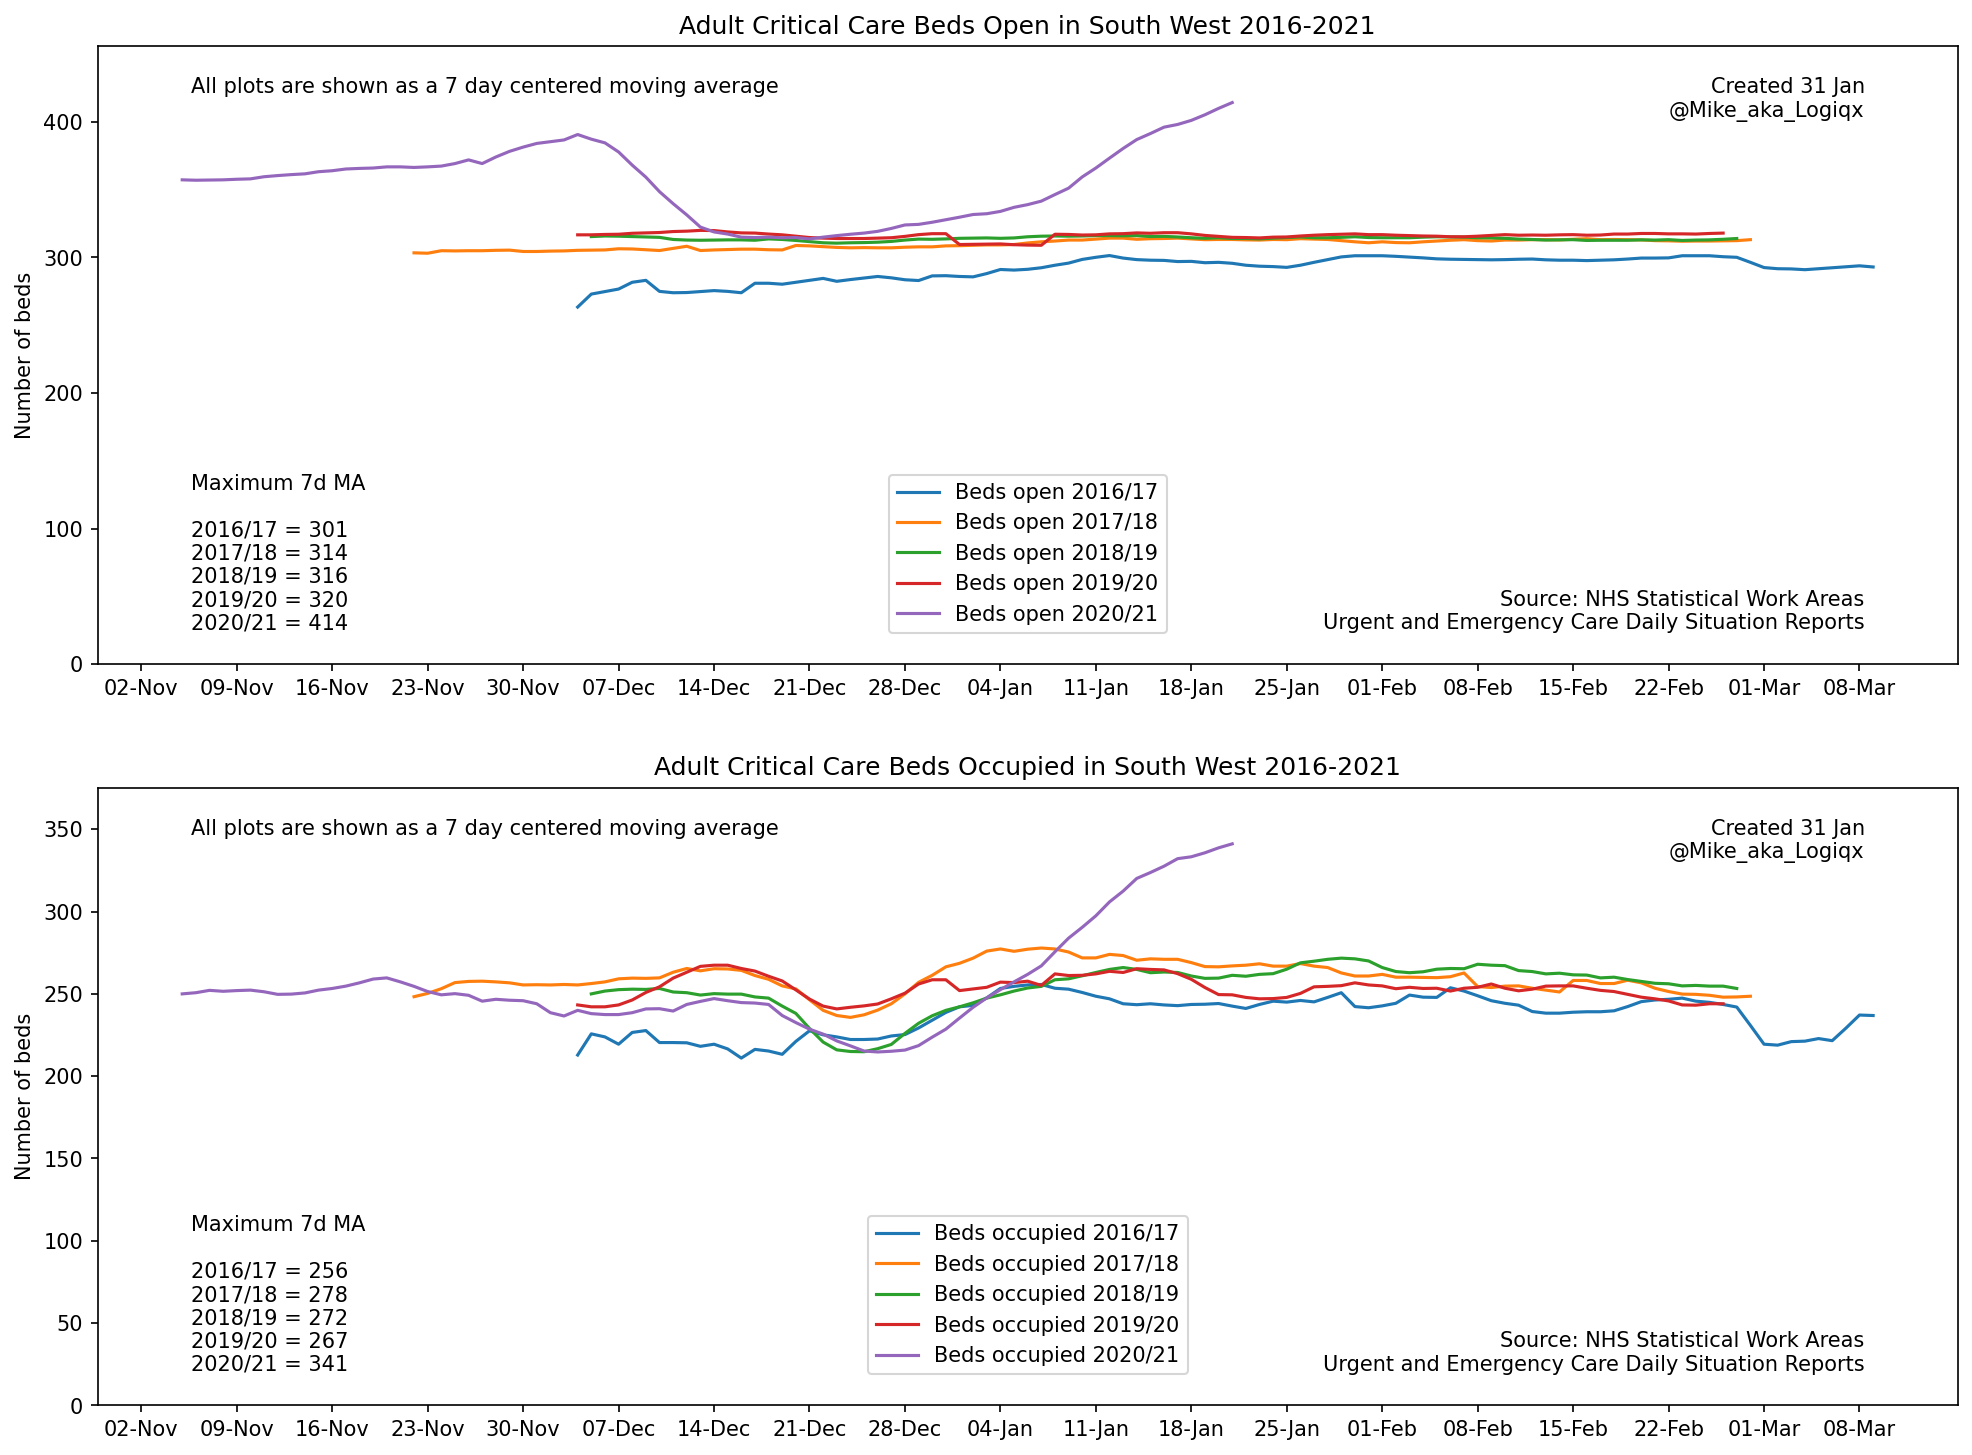 Adult Critical Care Beds Open in South West 2016-2021
All plots are shown as a 7 day centered moving average
Created 31 Jan
@Mike_aka_Logiqx
400
300
200
100
0
Number of beds
Maximum 7d MA
2016/17 = 301
2017/18 = 314
2018/19 = 316
2019/20 = 320
2020/21 = 414
Beds open 2016/17
Beds open 2017/18
Beds open 2018/19
Beds open 2019/20
Beds open 2020/21
Source: NHS Statistical Work Areas
Urgent and Emergency Care Daily Situation Reports
02-Nov 09-Nov 16-Nov 23-Nov 30-Nov 07-Dec 14-Dec 21-Dec 28-Dec 04-Jan 11-Jan 18-Jan 25-Jan 01-Feb 08-Feb 15-Feb 22-Feb 01-Mar 08-Mar
Adult Critical Care Beds Occupied in South West 2016-2021
All plots are shown as a 7 day centered moving average
Created 31 Jan
@Mike_aka_Logiqx
350
300
250
200
150
100
50
0
Number of beds
Maximum 7d MA
2016/17 = 256
2017/18 = 278
2018/19 = 272
2019/20 = 267
2020/21 = 341
Beds occupied 2016/17
Beds occupied 2017/18
Beds occupied 2018/19
Beds occupied 2019/20
Beds occupied 2020/21
Source: NHS Statistical Work Areas
Urgent and Emergency Care Daily Situation Reports
02-Nov 09-Nov 16-Nov 23-Nov 30-Nov 07-Dec 14-Dec 21-Dec 28-Dec 04-Jan 11-Jan 18-Jan 25-Jan 01-Feb 08-Feb 15-Feb 22-Feb 01-Mar 08-Mar